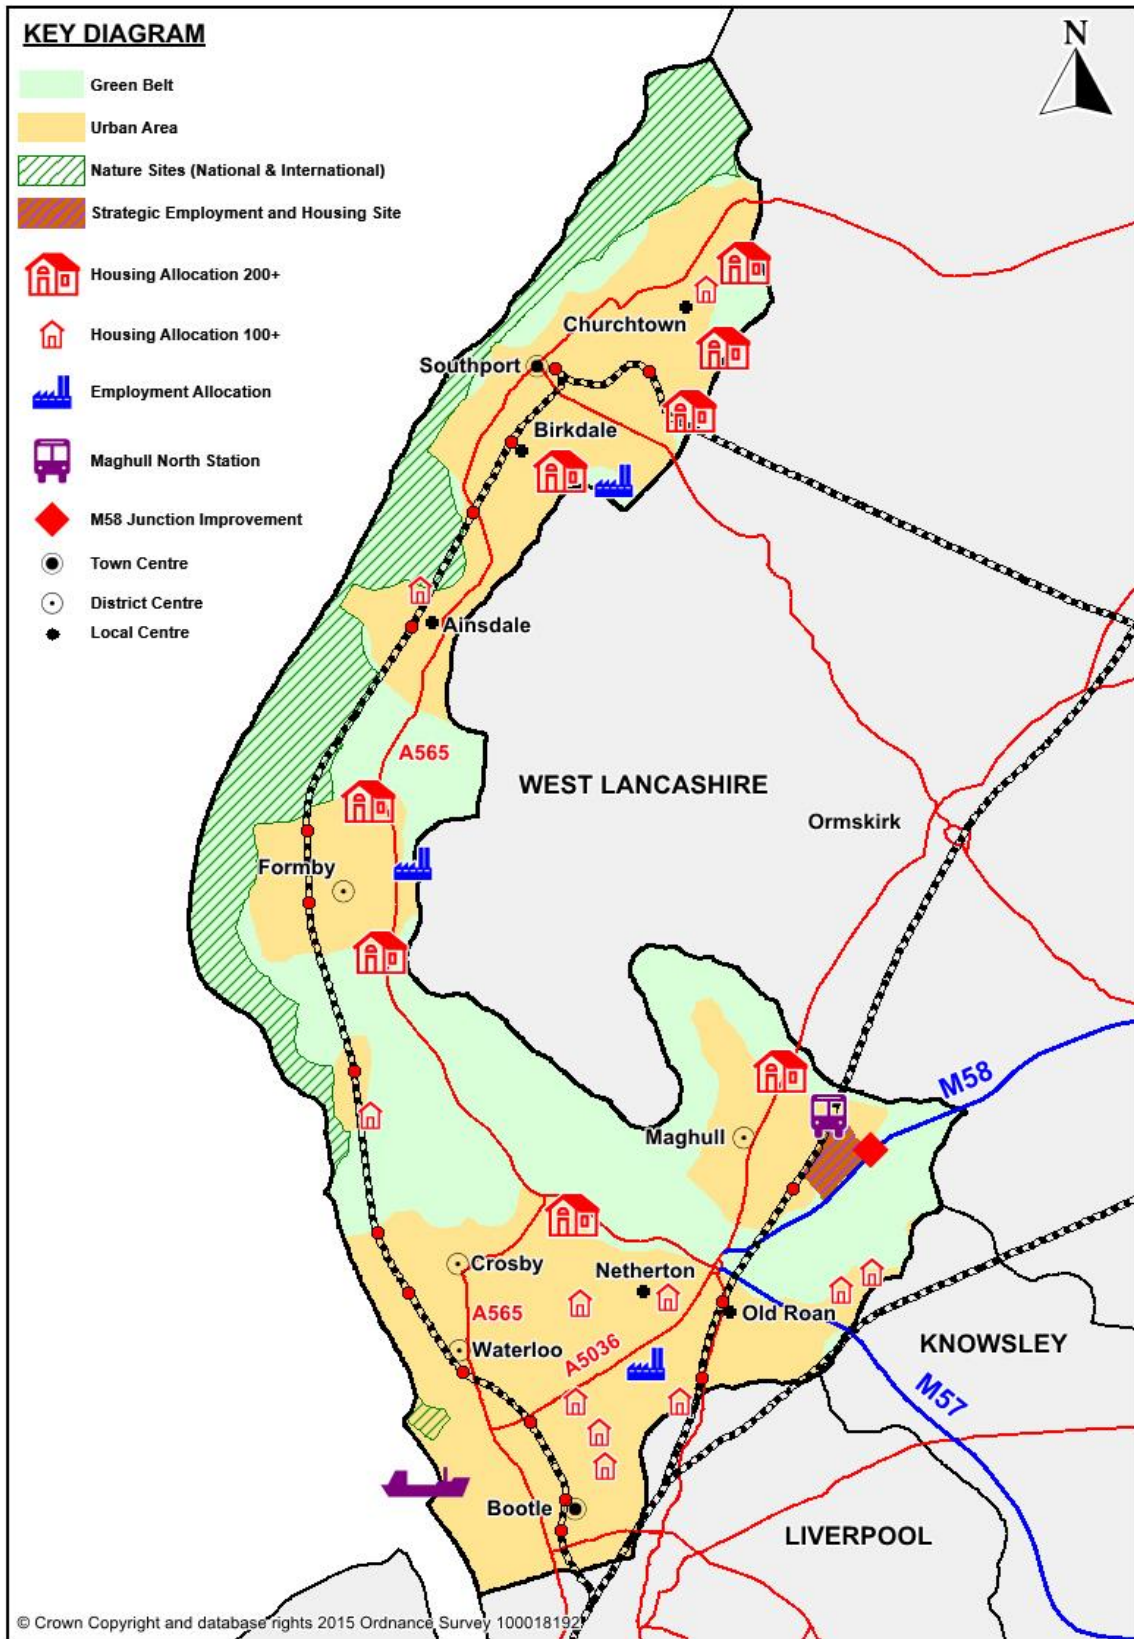 KEY DIAGRAM
Green Belt
Urban Area
Nature Sites (National & International)
Strategic Employment and Housing Site
Housing Allocation 200+
Housing Allocation 100+
Employment Allocation
Maghull North Station
M58 Junction Improvement
Town Centre
District Centre
Local Centre
N
Churchtown
Southport
Birkdale
Ainsdale
A565
WEST LANCASHIRE
Ormskirk
Formby
M58
Maghull
Crosby
Netherton
A565
Old Roan
Waterloo
A5036
KNOWSLEY
M57
Bootle
LIVERPOOL
© Crown Copyright and database rights 2015 Ordnance Survey 100018192